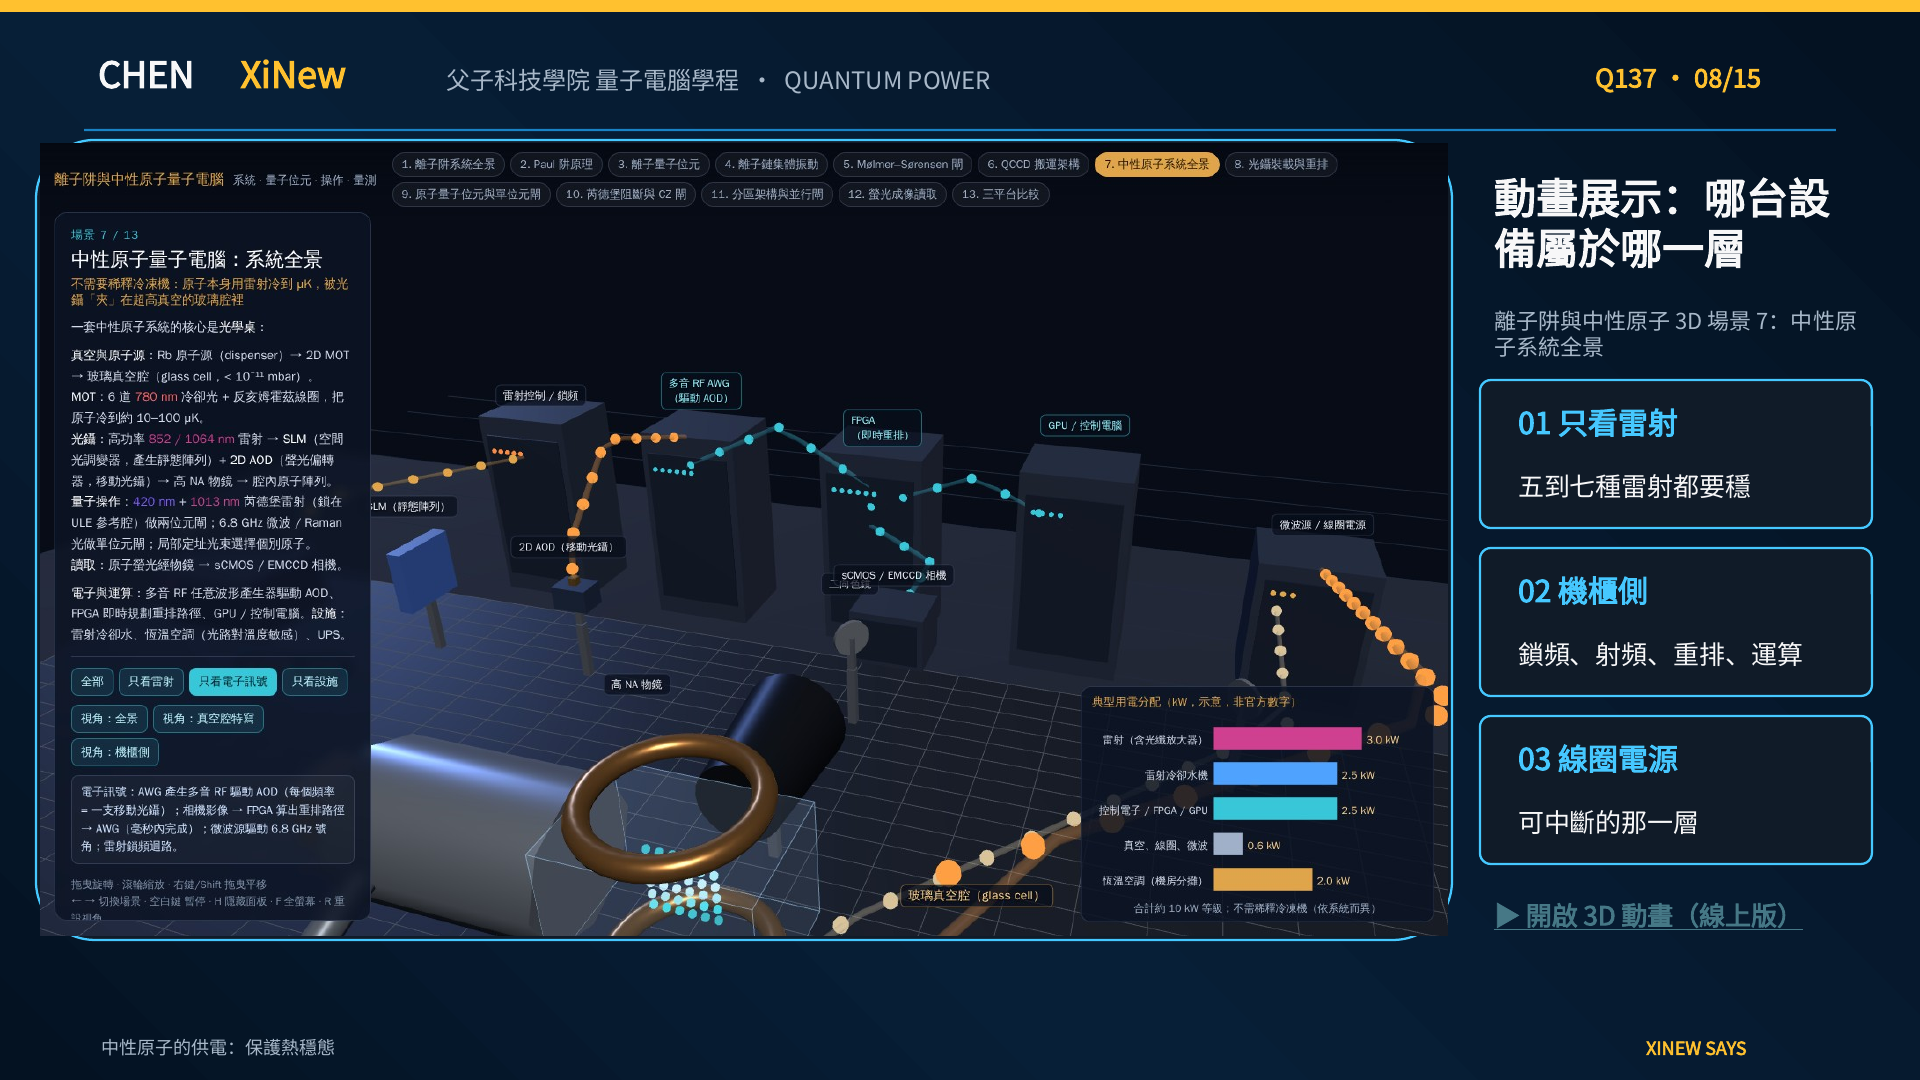 CHEN XiNew
父子科技學院 量子電腦學程 ・ QUANTUM POWER
Q137 ・ 08/15
離子阱與中性原子量子電腦 系統 · 量子位元 · 操作 · 量測
1. 離子阱系統全景
2. Paul 阱原理
3. 離子量子位元
4. 離子鏈集體振動
5. Mølmer–Sørensen 閘
6. QCCD 搬運架構
7. 中性原子系統全景
8. 光鑷裝載與重排
9. 原子量子位元與單位元閘
10. 芮德堡阻斷與 CZ 閘
11. 分區架構與並行閘
12. 螢光成像讀取
13. 三平台比較
場景 7 / 13
中性原子量子電腦：系統全景
不需要稀釋冷凍機：原子本身用雷射冷到 μK，被光
鑷「夾」在超高真空的玻璃腔裡
一套中性原子系統的核心是光學桌：
真空與原子源：Rb 原子源（dispenser）→ 2D MOT
→ 玻璃真空腔（glass cell，< 10⁻¹¹ mbar）。
MOT：6 道 780 nm 冷卻光 + 反亥姆霍茲線圈，把
原子冷到約 10–100 μK。
光鑷：高功率 852 / 1064 nm 雷射 → SLM（空間
光調變器，產生靜態陣列）+ 2D AOD（聲光偏轉
器，移動光鑷）→ 高 NA 物鏡 → 腔內原子陣列。
量子操作：420 nm + 1013 nm 芮德堡雷射（鎖在
ULE 參考腔）做兩位元閘；6.8 GHz 微波 / Raman
光做單位元閘；局部定址光束選擇個別原子。
讀取：原子螢光經物鏡 → sCMOS / EMCCD 相機。
電子與運算：多音 RF 任意波形產生器驅動 AOD、
FPGA 即時規劃重排路徑、GPU / 控制電腦。設施：
雷射冷卻水、恆溫空調（光路對溫度敏感）、UPS。
全部
只看雷射
只看電子訊號
只看設施
視角：全景
視角：真空腔特寫
視角：機櫃側
電子訊號：AWG 產生多音 RF 驅動 AOD（每個頻率
= 一支移動光鑷）；相機影像 → FPGA 算出重排路徑
→ AWG（毫秒內完成）；微波源驅動 6.8 GHz 號
角；雷射鎖頻迴路。
拖曳旋轉 · 滾輪縮放 · 右鍵/Shift 拖曳平移
← → 切換場景 · 空白鍵 暫停 · H 隱藏面板 · F 全螢幕 · R 重
設視角
雷射控制 / 鎖頻
多音 RF AWG
（驅動 AOD）
FPGA
（即時重排）
GPU / 控制電腦
SLM（靜態陣列）
2D AOD（移動光鑷）
sCMOS / EMCCD 相機
微波源 / 線圈電源
高 NA 物鏡
玻璃真空腔（glass cell）
典型用電分配（kW，示意，非官方數字）
雷射（含光纖放大器） 3.0 kW
雷射冷卻水機 2.5 kW
控制電子 / FPGA / GPU 2.5 kW
真空、線圈、微波 0.6 kW
恆溫空調（機房分攤） 2.0 kW
合計約 10 kW 等級；不需稀釋冷凍機（依系統而異）
動畫展示：哪台設
備屬於哪一層
離子阱與中性原子 3D 場景 7：中性原
子系統全景
01 只看雷射
五到七種雷射都要穩
02 機櫃側
鎖頻、射頻、重排、運算
03 線圈電源
可中斷的那一層
▶ 開啟 3D 動畫（線上版）
中性原子的供電：保護熱穩態
XINEW SAYS